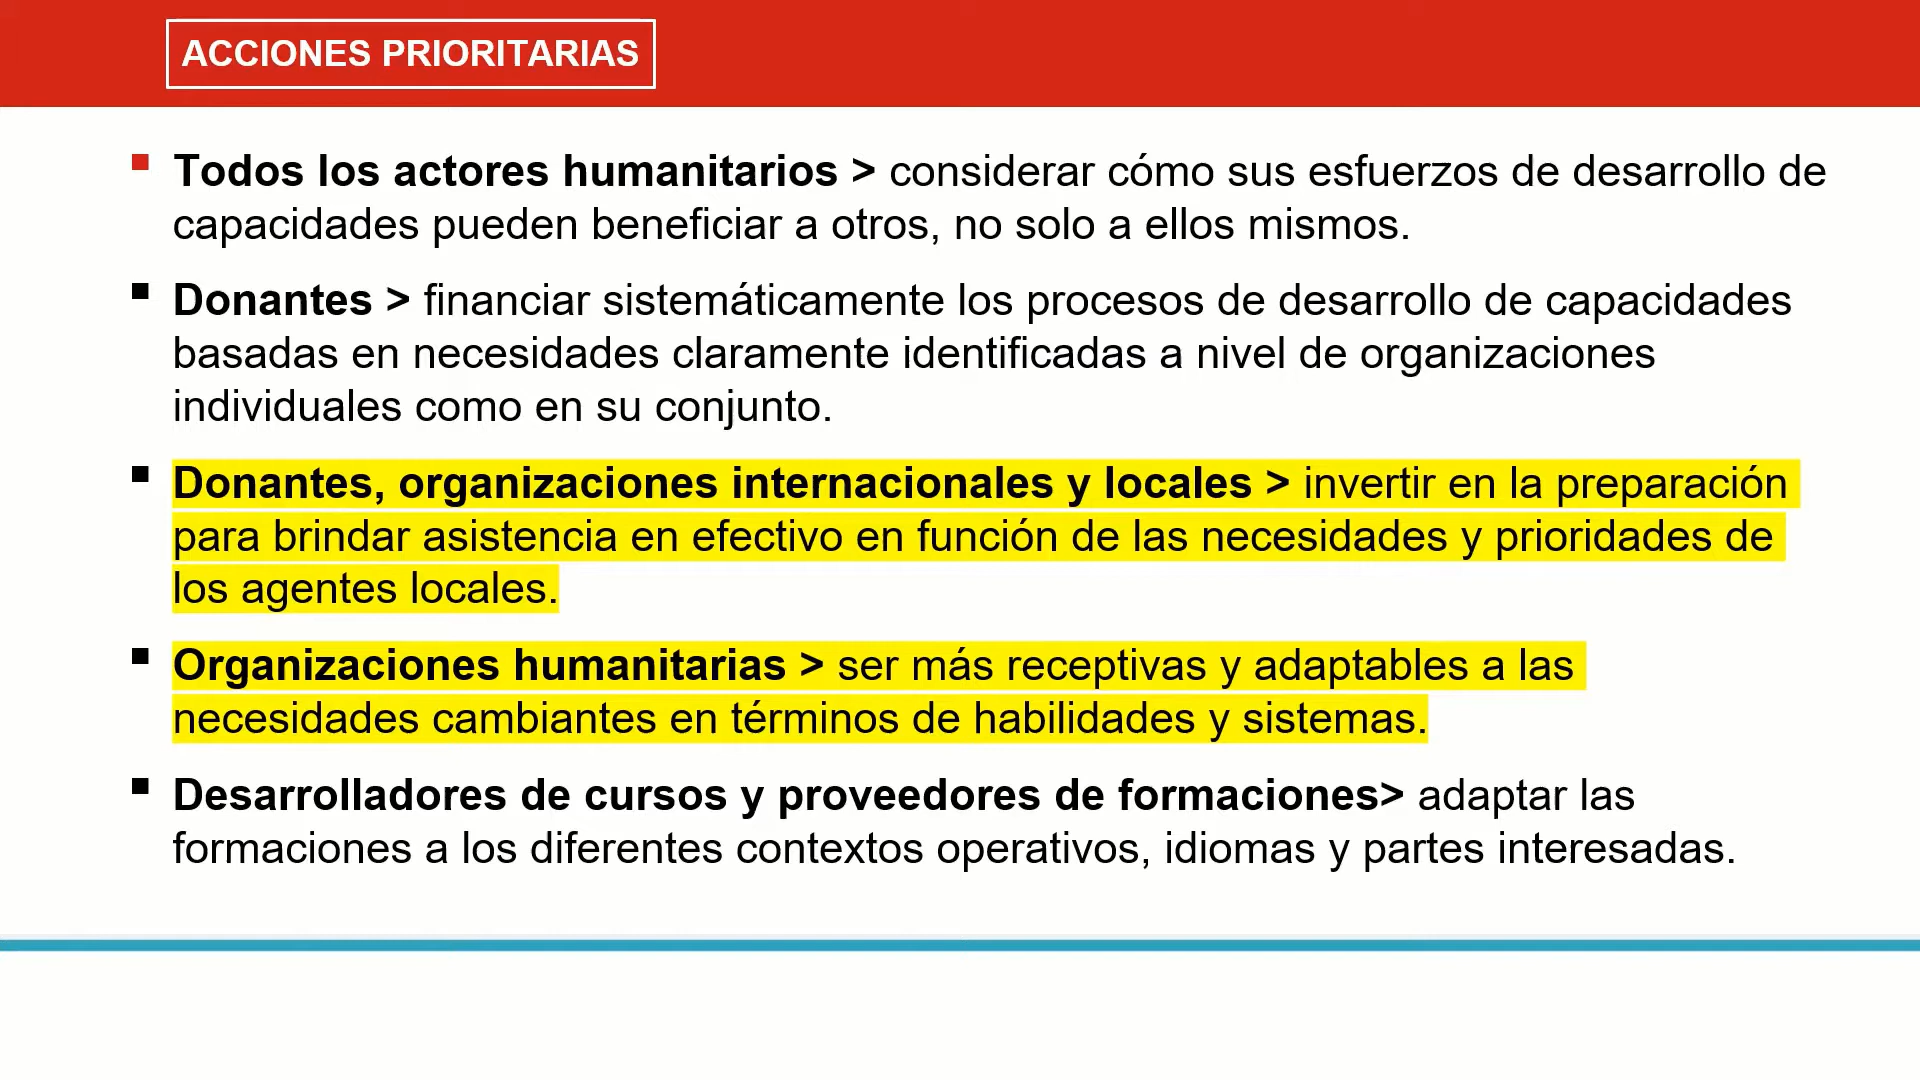 ACCIONES PRIORITARIAS
Todos los actores humanitarios > considerar cómo sus esfuerzos de desarrollo de
capacidades pueden beneficiar a otros, no solo a ellos mismos.
Donantes > financiar sistemáticamente los procesos de desarrollo de capacidades
basadas en necesidades claramente identificadas a nivel de organizaciones
individuales como en su conjunto.
Donantes, organizaciones internacionales y locales > invertir en la preparación
para brindar asistencia en efectivo en función de las necesidades y prioridades de
los agentes locales.
Organizaciones humanitarias > ser más receptivas y adaptables a las
necesidades cambiantes en términos de habilidades y sistemas.
Desarrolladores de cursos y proveedores de formaciones> adaptar las
formaciones a los diferentes contextos operativos, idiomas y partes interesadas.